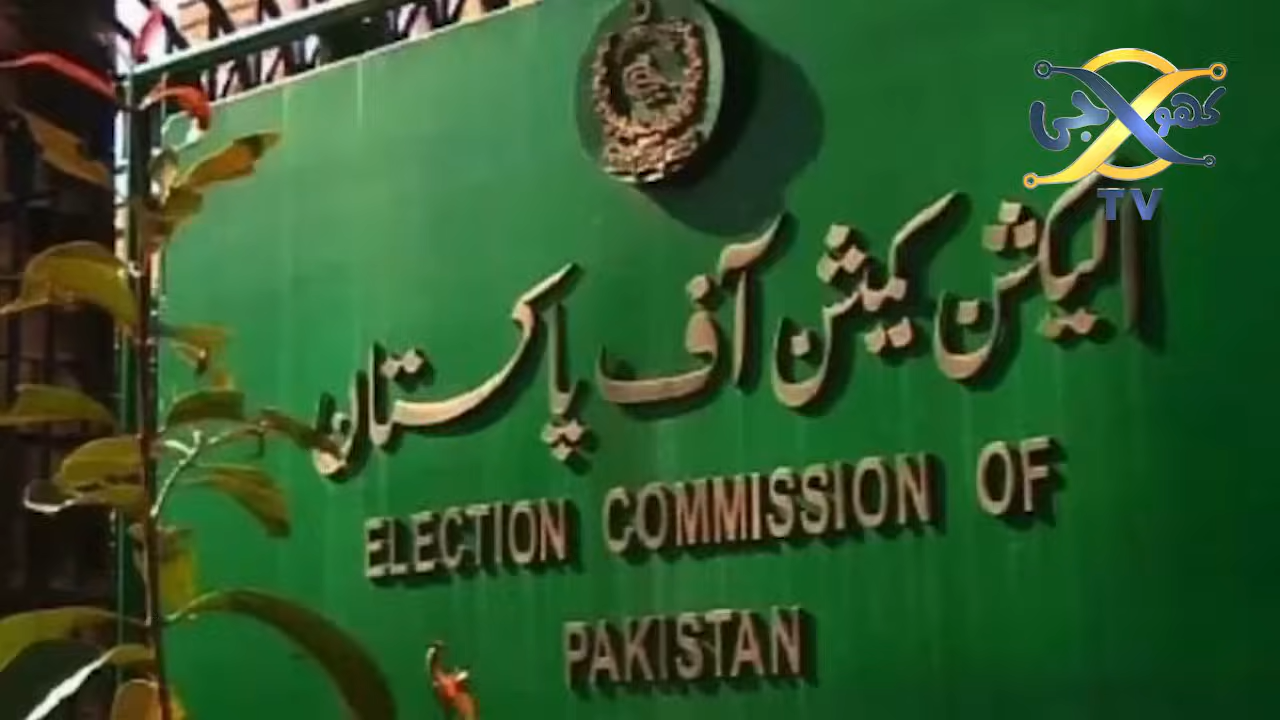 کھوجی
TV
الیکشن کمیشن آف پاکستان
ELECTION COMMISSION OF
PAKISTAN